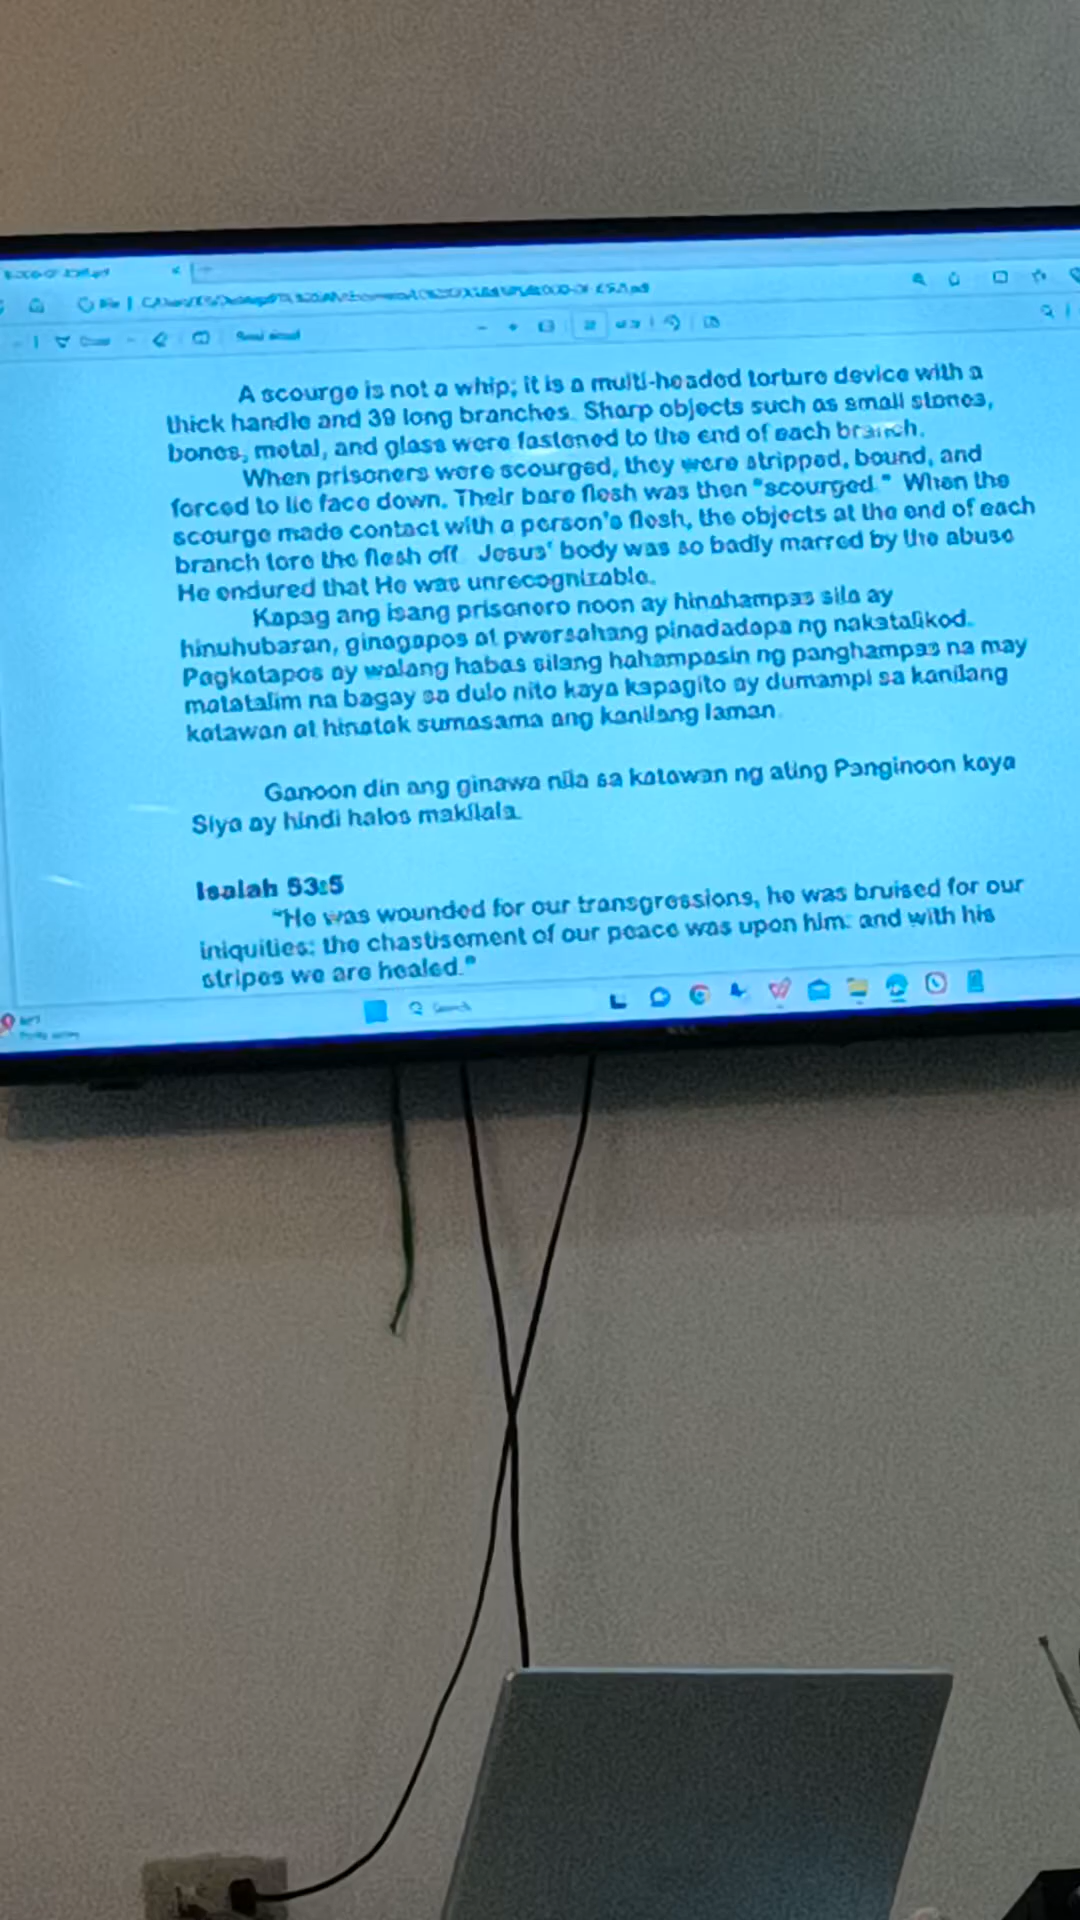 A scourge is not a whip; it is a multi-headed torture device with a
thick handle and 39 long branches. Sharp objects such as small stones,
bones, metal, and glass were fastened to the end of each branch.
When prisoners were scourged, they were stripped, bound, and
forced to lie face down. Their bare flesh was then "scourged." When the
scourge made contact with a person's flesh, the objects at the end of each
branch tore the flesh off. Jesus' body was so badly marred by the abuse
He endured that He was unrecognizable.
Kapag ang isang prisonero noon ay hinahampas sila ay
hinuhubaran, ginagapos at pwersahang pinadadapa ng nakatalikod.
Pagkatapos ay walang habas silang hahampasin ng panghampas na may
matatalim na bagay sa dulo nito kaya kapagito ay dumampi sa kanilang
katawan at hinatak sumasama ang kanilang laman.
Ganoon din ang ginawa nila sa katawan ng ating Panginoon kaya
Siya ay hindi halos makilala.
Isaiah 53:5
"He was wounded for our transgressions, he was bruised for our
iniquities: the chastisement of our peace was upon him: and with his
stripes we are healed."
Search